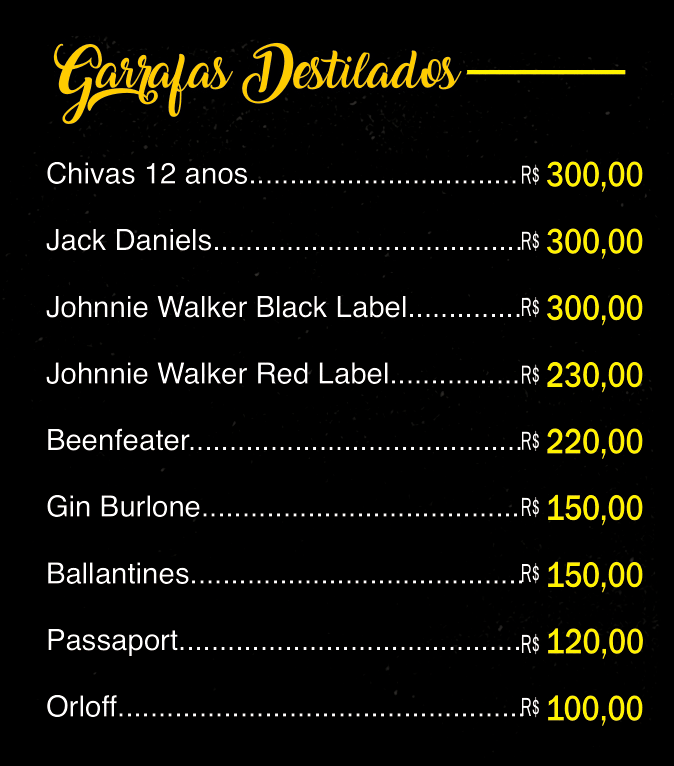 Garrafas Destilados
Chivas 12 anos................................R$ 300,00
Jack Daniels.....................................R$ 300,00
Johnnie Walker Black Label..............R$ 300,00
Johnnie Walker Red Label................R$ 230,00
Beenfeater........................................R$ 220,00
Gin Burlone......................................R$ 150,00
Ballantines........................................R$ 150,00
Passaport.........................................R$ 120,00
Orloff................................................R$ 100,00